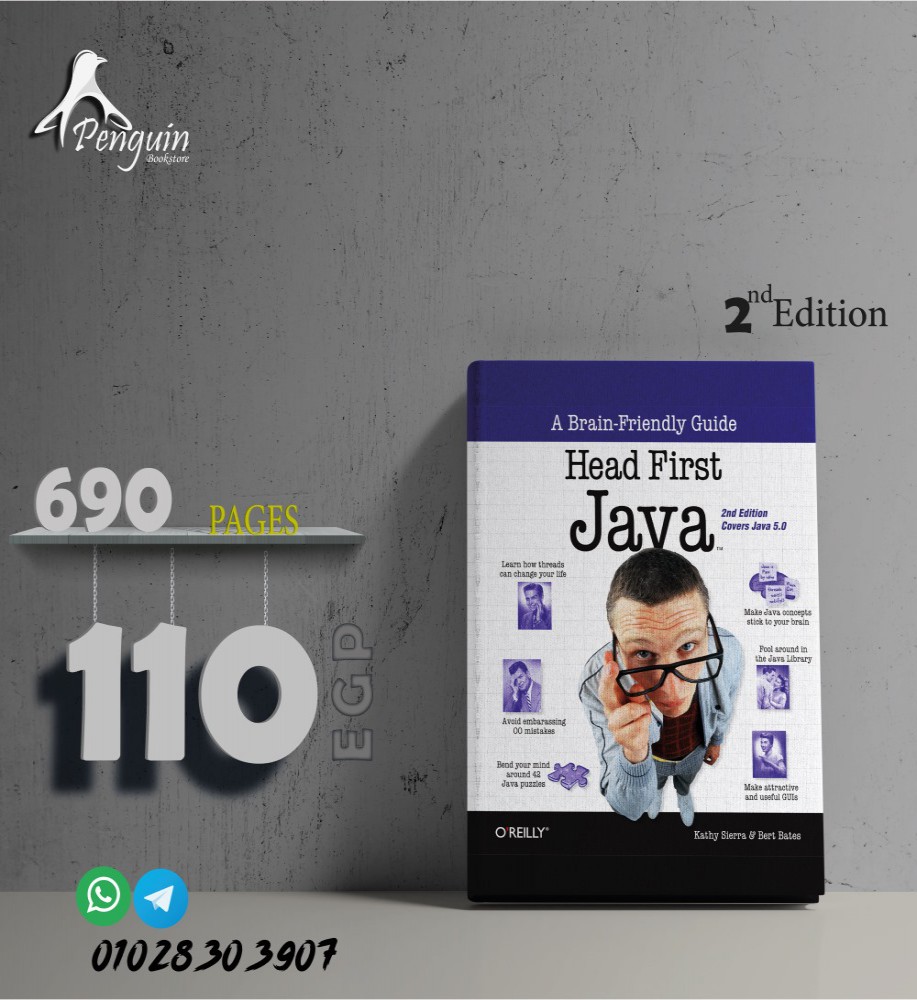 Penguin
Bookstore
2nd Edition
A Brain-Friendly Guide
Head First
Java™
2nd Edition
Covers Java 5.0
Learn how threads
can change your life
Make Java concepts
stick to your brain
Fool around in
the Java Library
Avoid embarassing
OO mistakes
Bend your mind
around 42
Java puzzles
Make attractive
and useful GUIs
O'REILLY®
Kathy Sierra & Bert Bates
690 PAGES
110 EGP
01028303907